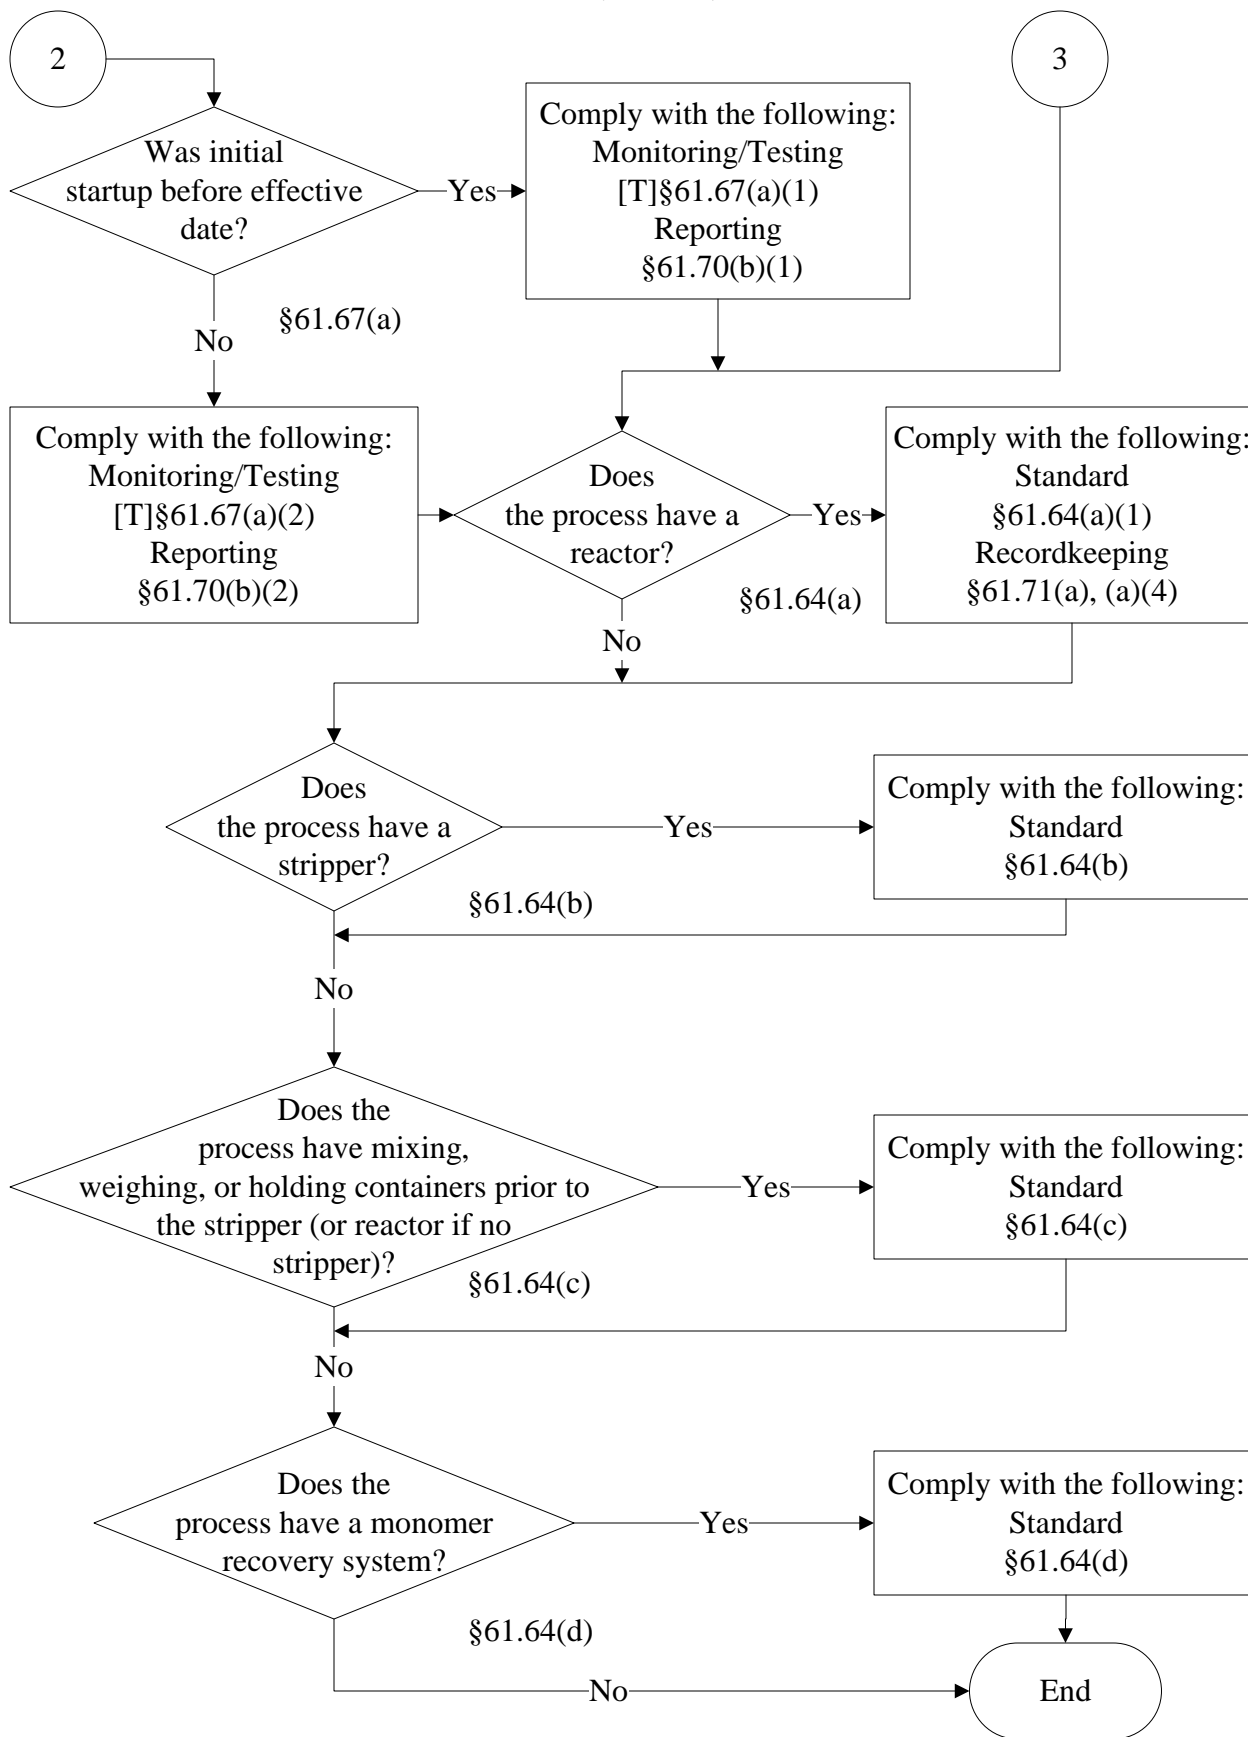 2
3
Was initial
startup before effective
date?
Yes
Comply with the following:
Monitoring/Testing
[T]§61.67(a)(1)
Reporting
§61.70(b)(1)
§61.67(a)
No
Comply with the following:
Monitoring/Testing
[T]§61.67(a)(2)
Reporting
§61.70(b)(2)
Does
the process have a
reactor?
Yes
Comply with the following:
Standard
§61.64(a)(1)
Recordkeeping
§61.71(a), (a)(4)
§61.64(a)
No
Does
the process have a
stripper?
Yes
Comply with the following:
Standard
§61.64(b)
§61.64(b)
No
Does the
process have mixing,
weighing, or holding containers prior to
the stripper (or reactor if no
stripper)?
Yes
Comply with the following:
Standard
§61.64(c)
§61.64(c)
No
Does the
process have a monomer
recovery system?
Yes
Comply with the following:
Standard
§61.64(d)
§61.64(d)
No
End